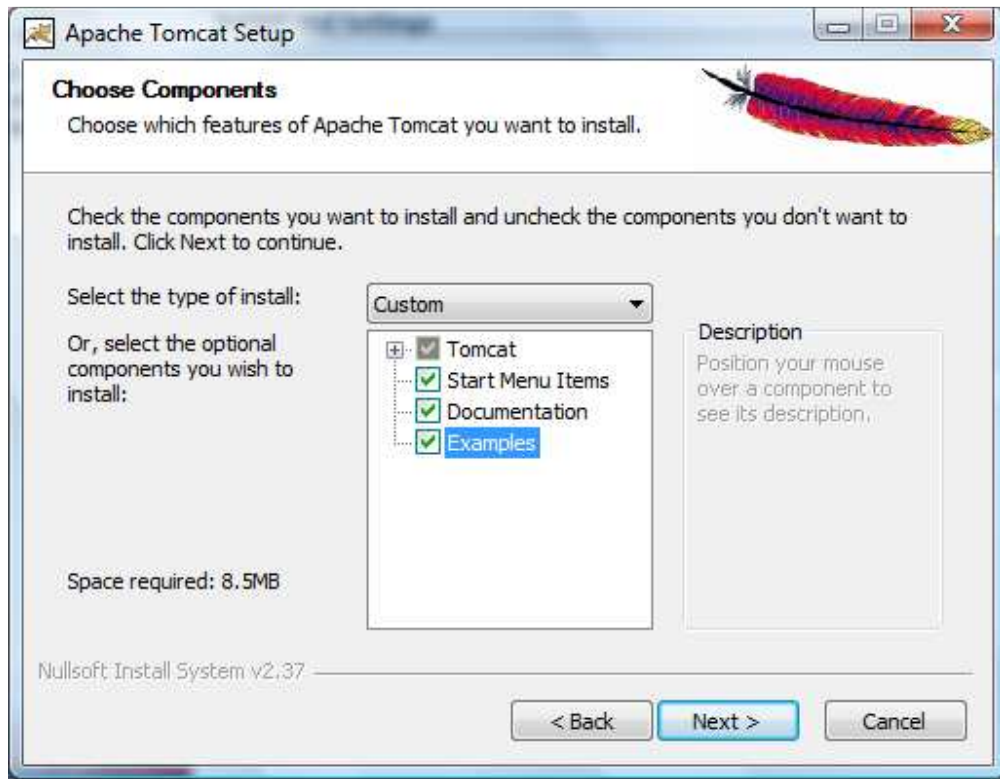 Apache Tomcat Setup
Choose Components
Choose which features of Apache Tomcat you want to install.
Check the components you want to install and uncheck the components you don't want to
install. Click Next to continue.
Select the type of install:
Custom
Or, select the optional
components you wish to
install:
Tomcat
Start Menu Items
Documentation
Examples
Description
Position your mouse
over a component to
see its description.
Space required: 8.5MB
Nullsoft Install System v2.37
< Back
Next >
Cancel